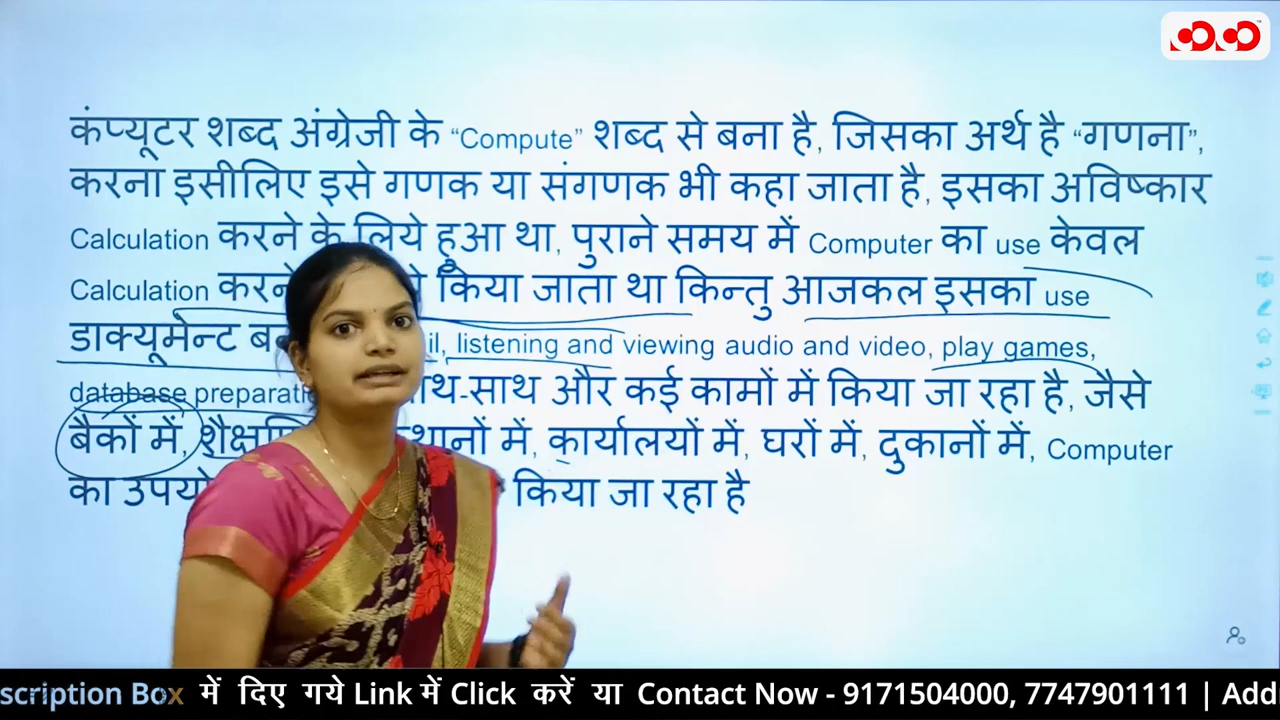 कंप्यूटर शब्द अंग्रेजी के “Compute” शब्द से बना है, जिसका अर्थ है “गणना”,
करना इसीलिए इसे गणक या संगणक भी कहा जाता है, इसका अविष्कार
Calculation करने के लिये हुआ था, पुराने समय में Computer का use केवल
Calculation किया जाता था किन्तु आजकल इसका use
डाक्यूमेन्ट listening and viewing audio and video, play games,
database साथ-साथ और कई कामों में किया जा रहा है, जैसे
बैकों में, कार्यालयों में, घरों में, दुकानों में, Computer
का किया जा रहा है
scription Box में दिए गये Link में Click करें या Contact Now - 9171504000, 7747901111 | Add